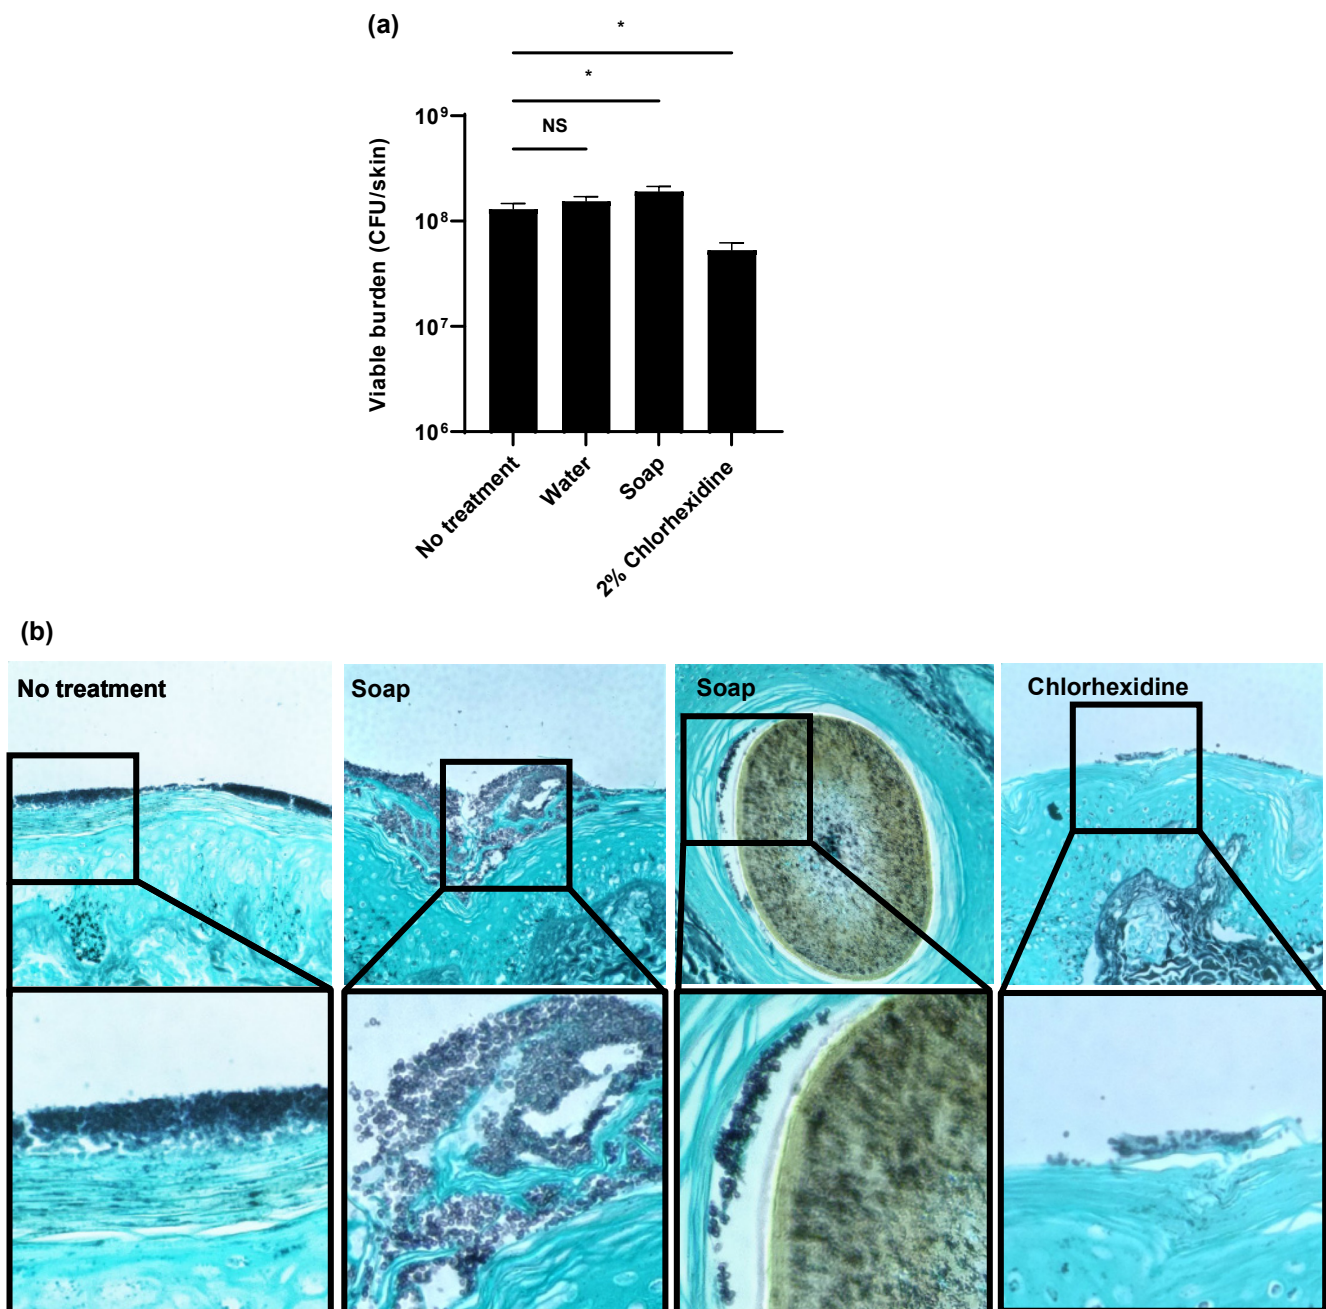 (a)
*
*
NS
10⁹
10⁸
10⁷
10⁶
Viable burden (CFU/skin)
No treatment
Water
Soap
2% Chlorhexidine
(b)
No treatment
Soap
Soap
Chlorhexidine